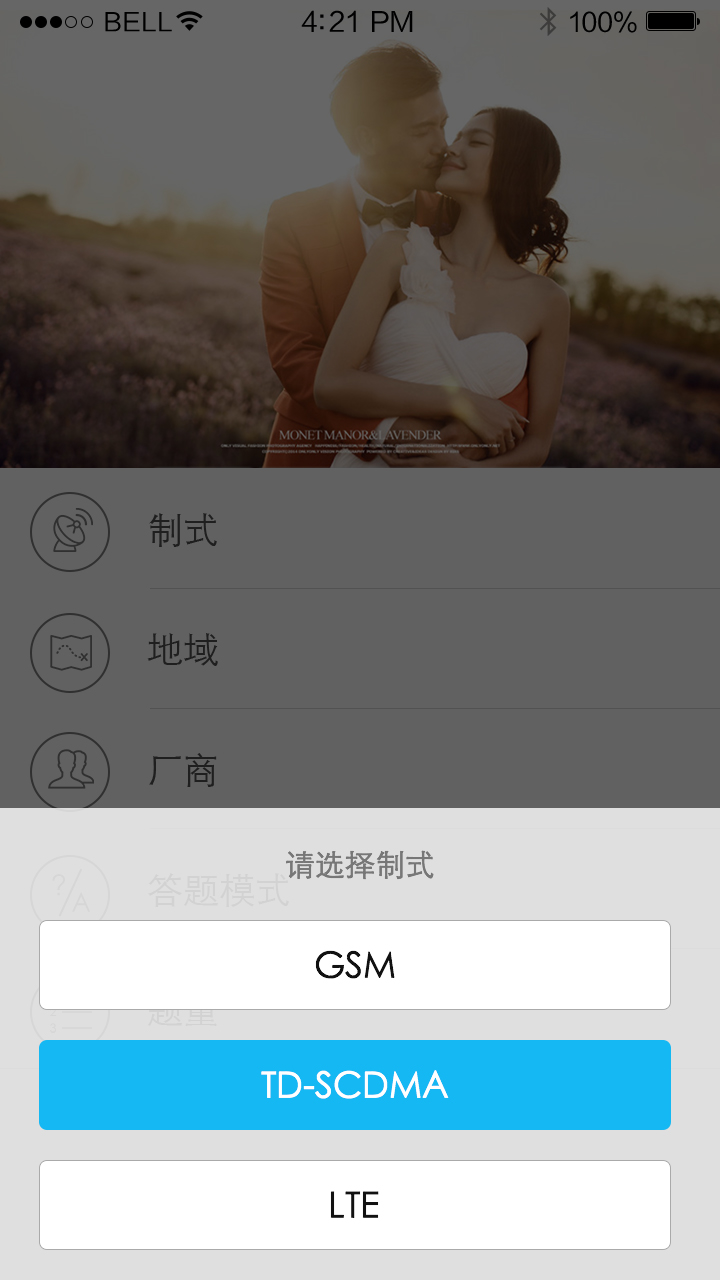 BELL 4:21 PM 100%
MONET MANOR&LAVENDER
制式
地域
厂商
请选择制式
答题模式
GSM
题量
TD-SCDMA
LTE